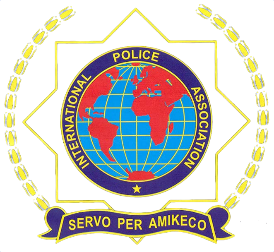 INTERNATIONAL POLICE ASSOCIATION
SERVO PER AMIKECO